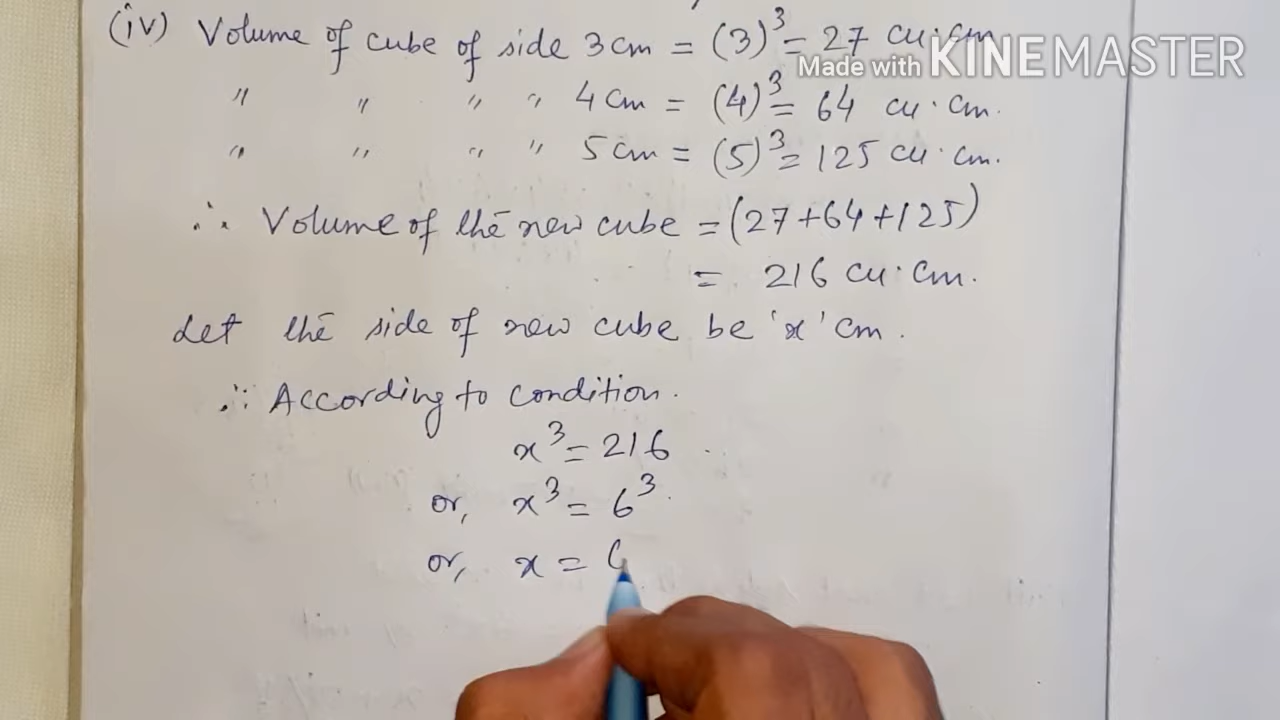 (iv) Volume of cube of side 3 cm = (3)³ = 27 cu. cm
Made with KINEMASTER
〃 〃 〃 〃 4 cm = (4)³ = 64 cu. cm.
〃 〃 〃 〃 5 cm = (5)³ = 125 cu. cm.
∴ Volume of the new cube = (27+64+125)
= 216 cu. cm.
Let the side of new cube be 'x' cm.
∴ According to condition.
x³ = 216
or, x³ = 6³
or, x =